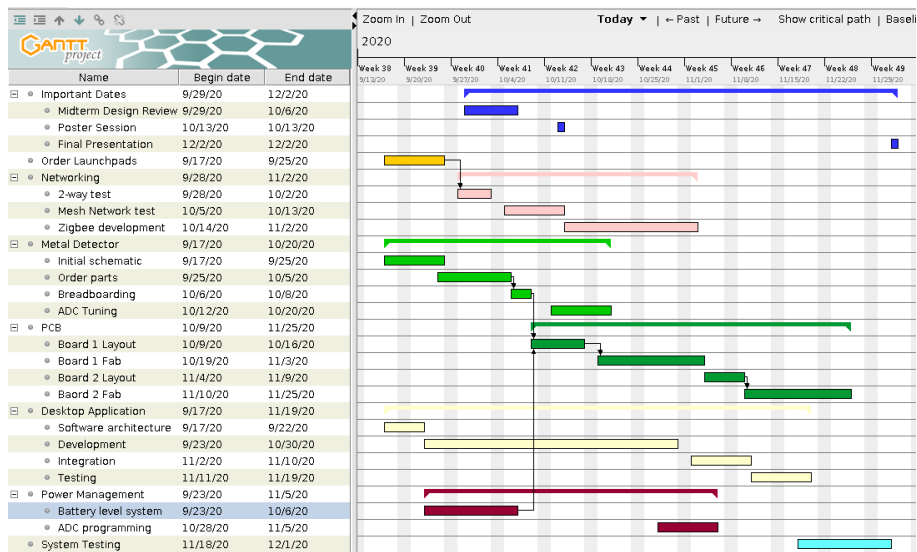 Zoom In | Zoom Out Today | ←Past | Future→ Show critical path | Baseli
GANTT project
2020
Week 38 Week 39 Week 40 Week 41 Week 42 Week 43 Week 44 Week 45 Week 46 Week 47 Week 48 Week 49
9/13/20 9/20/20 9/27/20 10/4/20 10/11/20 10/18/20 10/25/20 11/1/20 11/8/20 11/15/20 11/22/20 11/29/20
Name Begin date End date
Important Dates 9/29/20 12/2/20
Midterm Design Review 9/29/20 10/6/20
Poster Session 10/13/20 10/13/20
Final Presentation 12/2/20 12/2/20
Order Launchpads 9/17/20 9/25/20
Networking 9/28/20 11/2/20
2-way test 9/28/20 10/2/20
Mesh Network test 10/5/20 10/13/20
Zigbee development 10/14/20 11/2/20
Metal Detector 9/17/20 10/20/20
Initial schematic 9/17/20 9/25/20
Order parts 9/25/20 10/5/20
Breadboarding 10/6/20 10/8/20
ADC Tuning 10/12/20 10/20/20
PCB 10/9/20 11/25/20
Board 1 Layout 10/9/20 10/16/20
Board 1 Fab 10/19/20 11/3/20
Board 2 Layout 11/4/20 11/9/20
Baord 2 Fab 11/10/20 11/25/20
Desktop Application 9/17/20 11/19/20
Software architecture 9/17/20 9/22/20
Development 9/23/20 10/30/20
Integration 11/2/20 11/10/20
Testing 11/11/20 11/19/20
Power Management 9/23/20 11/5/20
Battery level system 9/23/20 10/6/20
ADC programming 10/28/20 11/5/20
System Testing 11/18/20 12/1/20